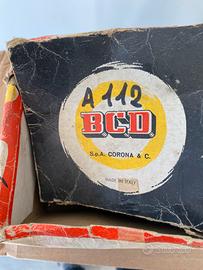 A 112
BCD
S.p.A. CORONA & C.
MADE IN ITALY